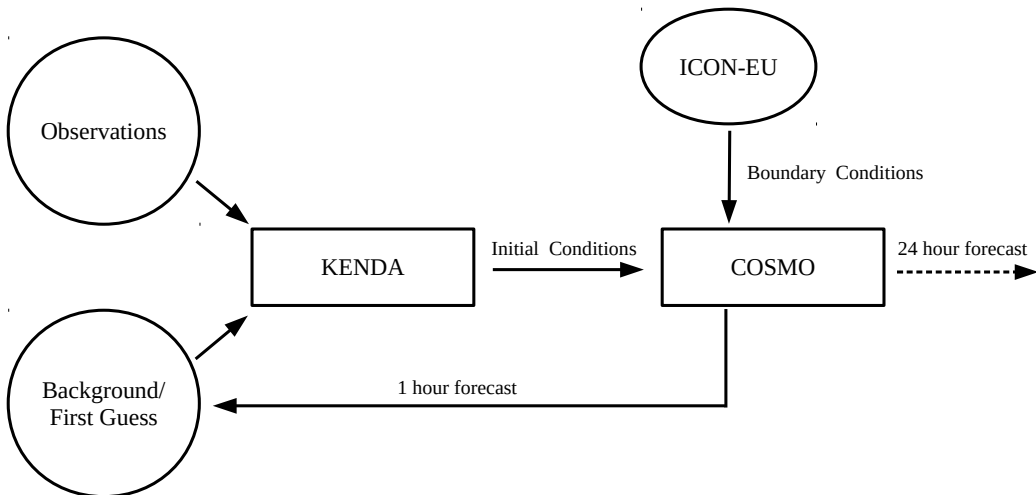 ICON-EU
Observations
Boundary Conditions
KENDA
Initial Conditions
COSMO
24 hour forecast
Background/
First Guess
1 hour forecast